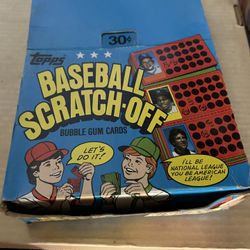 30¢
Topps
BASEBALL
SCRATCH-OFF
BUBBLE GUM CARDS
LET'S
DO IT!
I'LL BE
NATIONAL LEAGUE
YOU BE AMERICAN
LEAGUE!